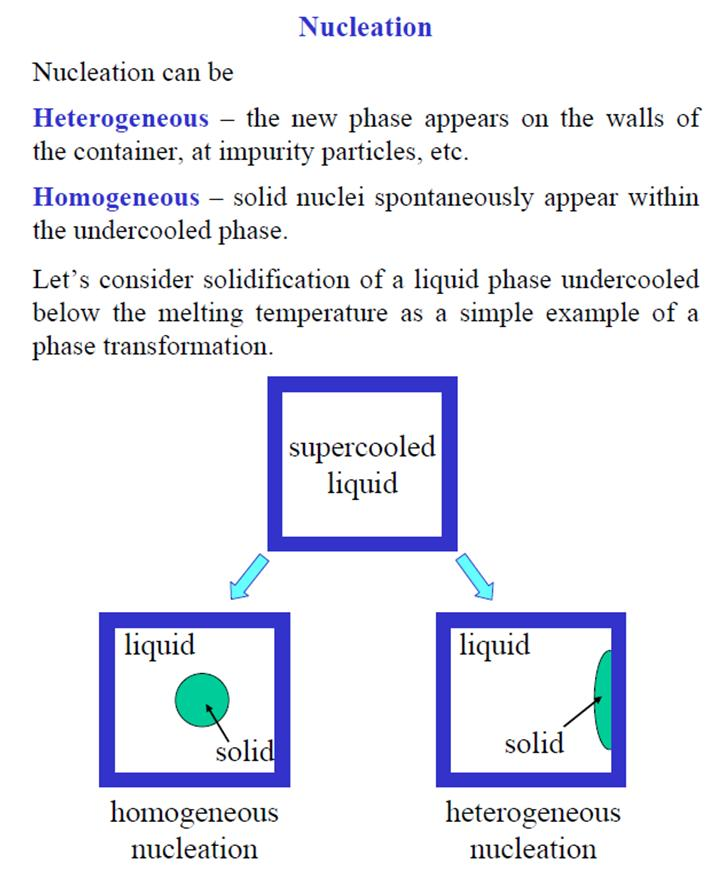 Nucleation
Nucleation can be
Heterogeneous – the new phase appears on the walls of
the container, at impurity particles, etc.
Homogeneous – solid nuclei spontaneously appear within
the undercooled phase.
Let’s consider solidification of a liquid phase undercooled
below the melting temperature as a simple example of a
phase transformation.
supercooled
liquid
liquid
solid
homogeneous
nucleation
liquid
solid
heterogeneous
nucleation